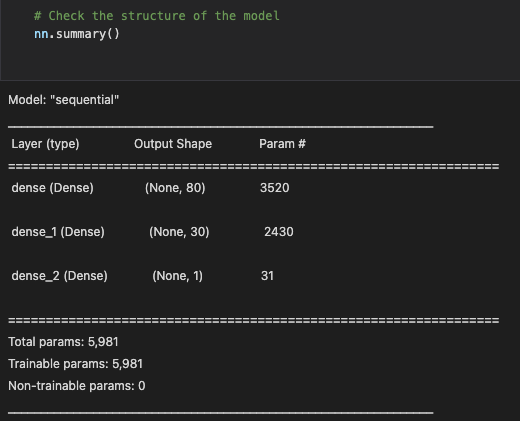 # Check the structure of the model
nn.summary()
Model: "sequential"
Layer (type) Output Shape Param #
dense (Dense) (None, 80) 3520
dense_1 (Dense) (None, 30) 2430
dense_2 (Dense) (None, 1) 31
Total params: 5,981
Trainable params: 5,981
Non-trainable params: 0